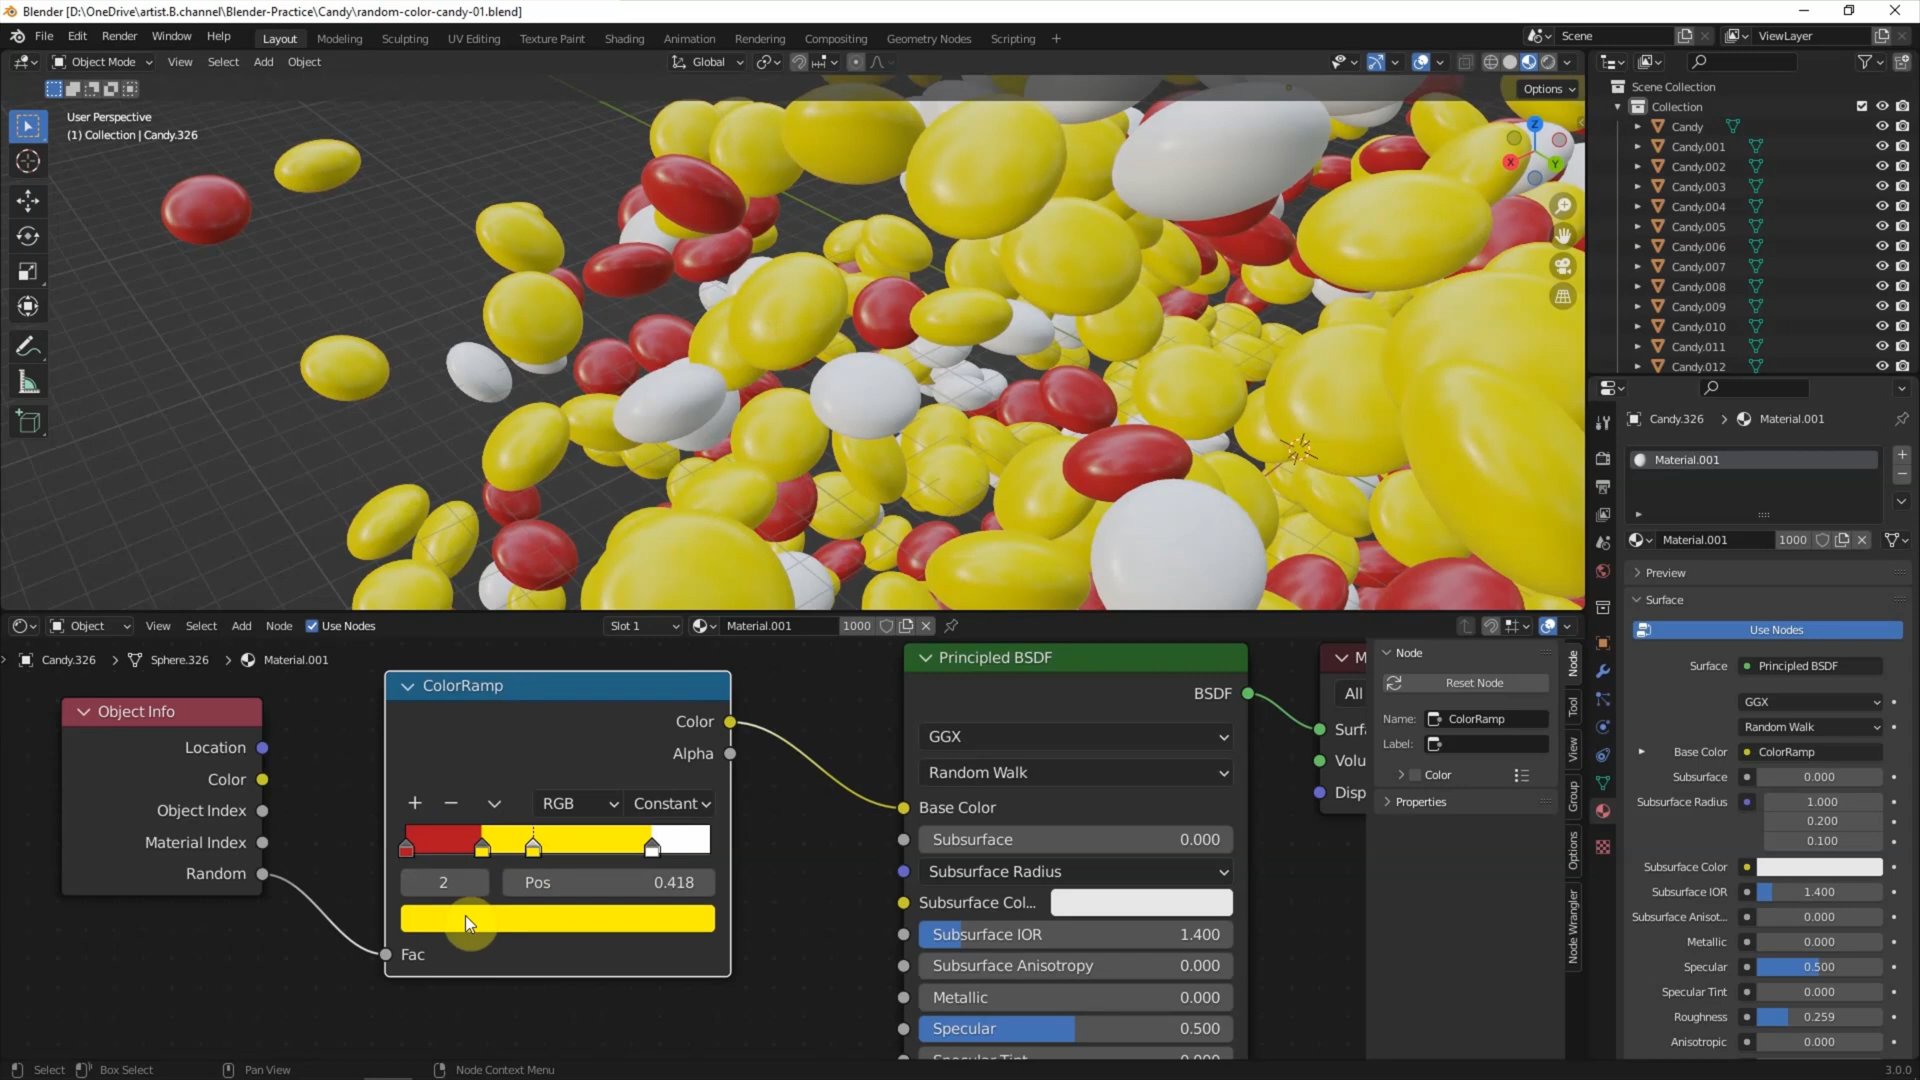 Blender [D:\OneDrive\artist.B.channel\Blender-Practice\Candy\random-color-candy-01.blend]
File Edit Render Window Help Layout Modeling Sculpting UV Editing Texture Paint Shading Animation Rendering Compositing Geometry Nodes Scripting + Scene ViewLayer
Object Mode View Select Add Object Global
Options
User Perspective
(1) Collection | Candy.326
Z
X
Y
Scene Collection
Collection
Candy
Candy.001
Candy.002
Candy.003
Candy.004
Candy.005
Candy.006
Candy.007
Candy.008
Candy.009
Candy.010
Candy.011
Candy.012
Candy.326 > Material.001
Material.001
Material.001 1000
Preview
Surface
Use Nodes
Surface Principled BSDF
GGX
Random Walk
Base Color ColorRamp
Subsurface 0.000
Subsurface Radius 1.000
0.200
0.100
Subsurface Color
Subsurface IOR 1.400
Subsurface Anisot... 0.000
Metallic 0.000
Specular 0.500
Specular Tint 0.000
Roughness 0.259
Anisotropic 0.000
Object View Select Add Node Use Nodes Slot 1 Material.001 1000
Candy.326 > Sphere.326 > Material.001
Object Info
Location
Color
Object Index
Material Index
Random
ColorRamp
Color
Alpha
+ − RGB Constant
2 Pos 0.418
Fac
Principled BSDF
BSDF
GGX
Random Walk
Base Color
Subsurface 0.000
Subsurface Radius
Subsurface Col...
Subsurface IOR 1.400
Subsurface Anisotropy 0.000
Metallic 0.000
Specular 0.500
Specular Tint 0.000
M
All
Surf
Volu
Disp
Node
Reset Node
Name: ColorRamp
Label:
Color
Properties
Node
Tool
View
Group
Options
Node Wrangler
Select Box Select Pan View Node Context Menu 3.0.0